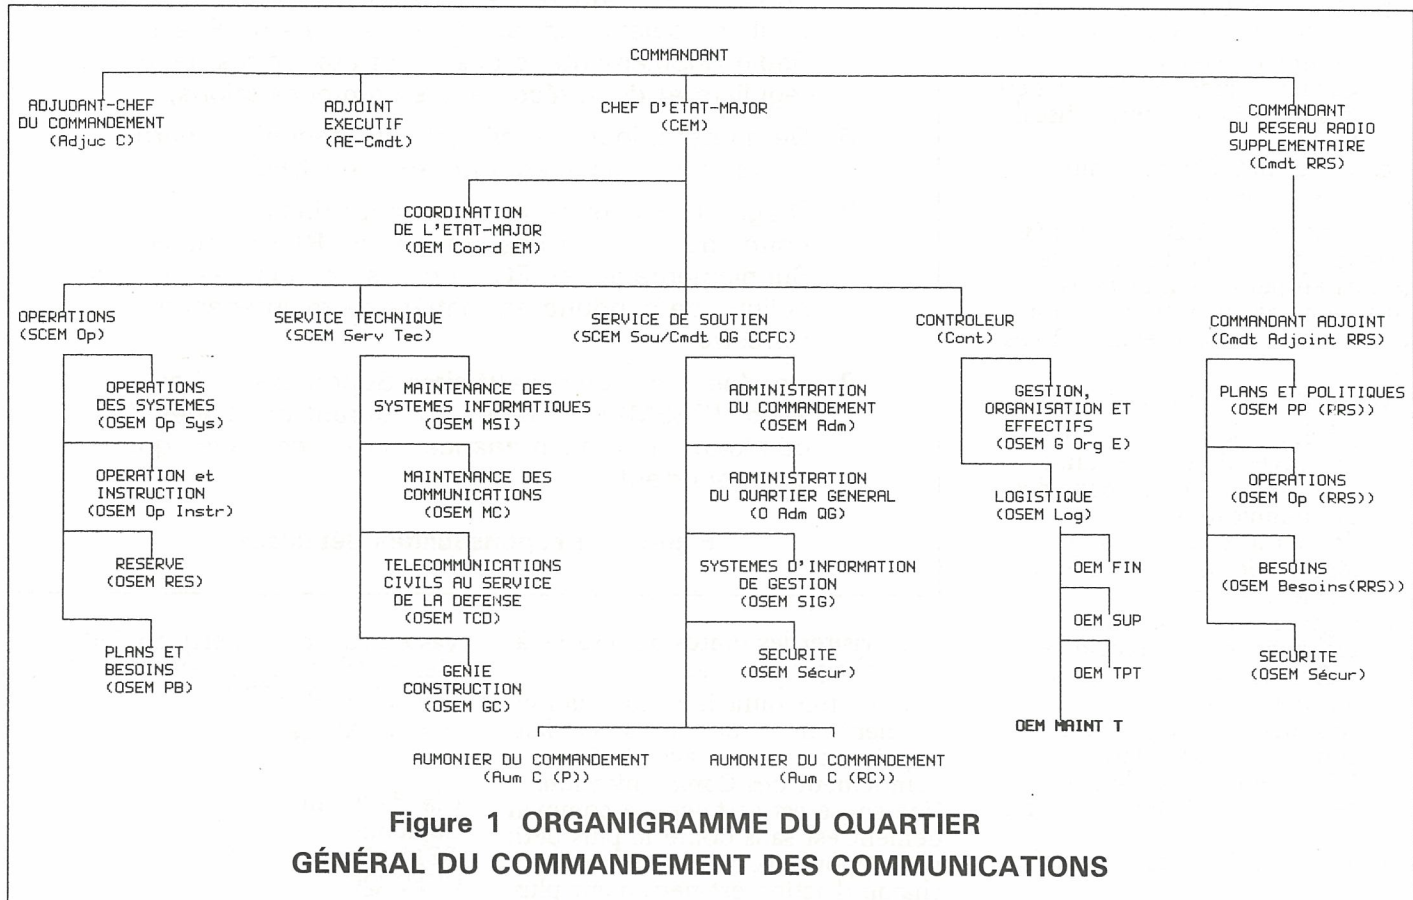 COMMANDANT
ADJUDANT-CHEF
DU COMMANDEMENT
(Adjuc C)
ADJOINT
EXECUTIF
(AE-Cmdt)
CHEF D'ETAT-MAJOR
(CEM)
COMMANDANT
DU RESEAU RADIO
SUPPLEMENTAIRE
(Cmdt RRS)
COORDINATION
DE L'ETAT-MAJOR
(OEM Coord EM)
OPERATIONS
(SCEM Op)
SERVICE TECHNIQUE
(SCEM Serv Tec)
SERVICE DE SOUTIEN
(SCEM Sou/Cmdt QG CCFC)
CONTROLEUR
(Cont)
COMMANDANT ADJOINT
(Cmdt Adjoint RRS)
OPERATIONS
DES SYSTEMES
(OSEM Op Sys)
OPERATION et
INSTRUCTION
(OSEM Op Instr)
RESERVE
(OSEM RES)
PLANS ET
BESOINS
(OSEM PB)
MAINTENANCE DES
SYSTEMES INFORMATIQUES
(OSEM MSI)
MAINTENANCE DES
COMMUNICATIONS
(OSEM MC)
TELECOMMUNICATIONS
CIVILS AU SERVICE
DE LA DEFENSE
(OSEM TCD)
GENIE
CONSTRUCTION
(OSEM GC)
ADMINISTRATION
DU COMMANDEMENT
(OSEM Adm)
ADMINISTRATION
DU QUARTIER GENERAL
(O Adm QG)
SYSTEMES D'INFORMATION
DE GESTION
(OSEM SIG)
SECURITE
(OSEM Sécur)
AUMONIER DU COMMANDEMENT
(Aum C (P))
AUMONIER DU COMMANDEMENT
(Aum C (RC))
GESTION,
ORGANISATION ET
EFFECTIFS
(OSEM G Org E)
LOGISTIQUE
(OSEM Log)
OEM FIN
OEM SUP
OEM TPT
OEM MAINT T
PLANS ET POLITIQUES
(OSEM PP (RRS))
OPERATIONS
(OSEM Op (RRS))
BESOINS
(OSEM Besoins(RRS))
SECURITE
(OSEM Sécur)
Figure 1 ORGANIGRAMME DU QUARTIER
GÉNÉRAL DU COMMANDEMENT DES COMMUNICATIONS